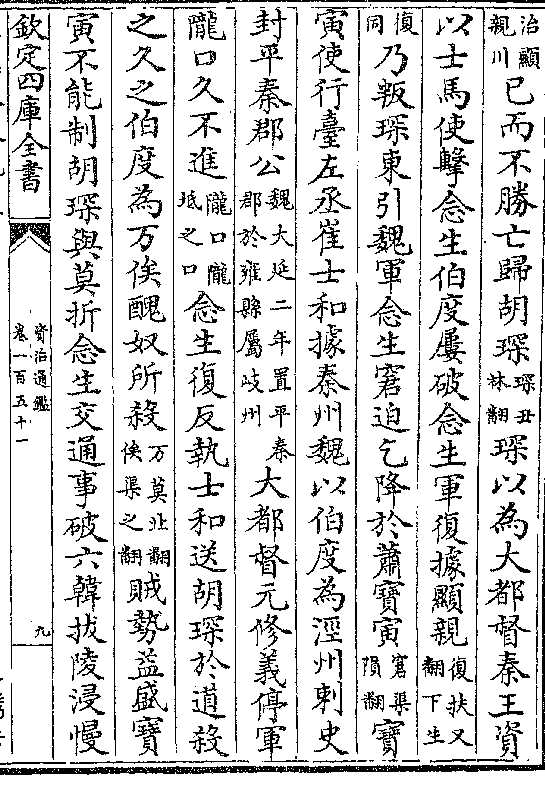 治顯親川已而不勝亡歸胡琛琛丑林翻琛以為大都督秦王資
以士馬使擊念生伯度屢破念生軍復據顯親復扶又翻下生
復同乃叛琛東引魏軍念生窘迫乞降於蕭寶寅窘渠隕翻寶
寅使行臺左丞崔士和據秦州魏以伯度為涇州刺史
封平秦郡公魏大延二年置平秦郡於雍縣屬岐州大都督元修義停軍
隴口久不進隴口隴坻之口念生復反執士和送胡琛於道殺
之久之伯度為万俟醜奴所殺万莫北翻俟渠之翻賊勢益盛寶
寅不能制胡琛與莫折念生交通事破六韓拔陵浸慢
欽定四庫全書
資治通鑑
卷一百五十一
九